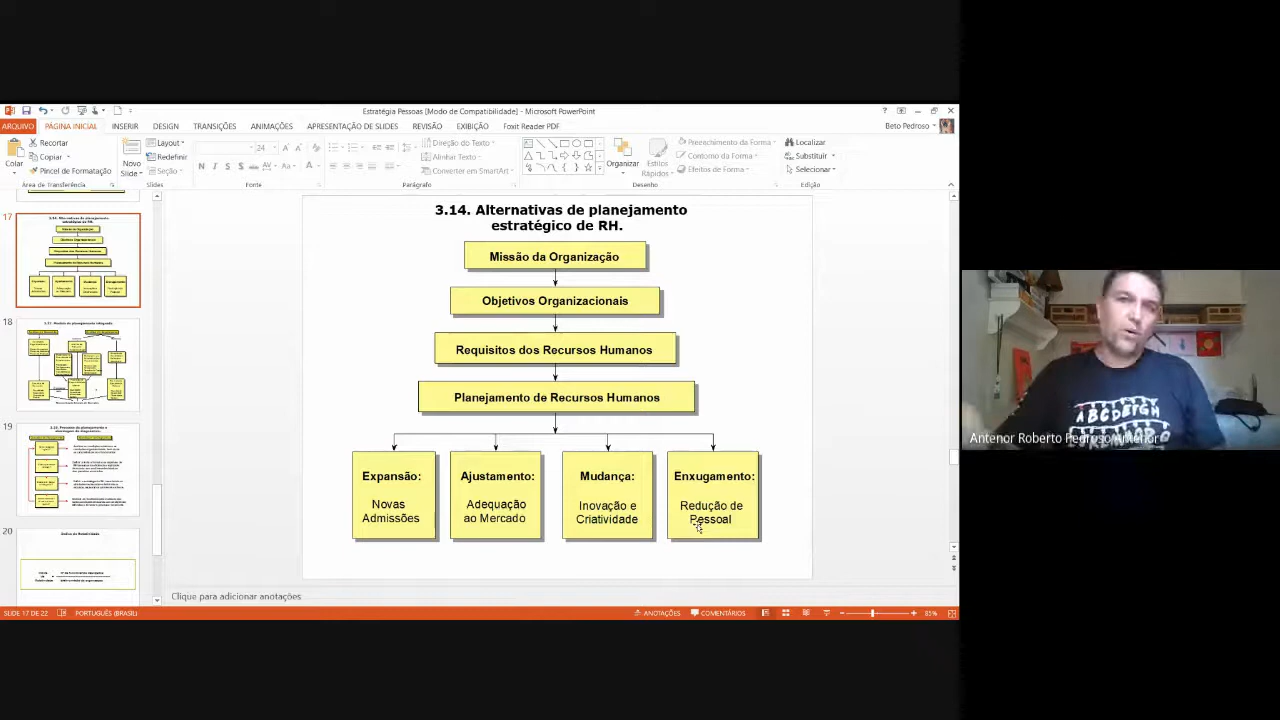 Estratégia Pessoas [Modo de Compatibilidade] - Microsoft PowerPoint
ARQUIVO PÁGINA INICIAL INSERIR DESIGN TRANSIÇÕES ANIMAÇÕES APRESENTAÇÃO DE SLIDES REVISÃO EXIBIÇÃO Foxit Reader PDF
Beto Pedroso
Colar
Recortar
Copiar
Pincel de Formatação
Área de Transferência
Novo
Slide
Layout
Redefinir
Seção
Slides
24
N I S
Fonte
Parágrafo
Direção do Texto
Alinhar Texto
Converter em SmartArt
Organizar
Estilos
Rápidos
Preenchimento da Forma
Contorno da Forma
Efeitos de Forma
Desenho
Localizar
Substituir
Selecionar
Edição
17
18
19
20
3.14. Alternativas de planejamento
estratégico de RH.
Missão da Organização
Objetivos Organizacionais
Requisitos dos Recursos Humanos
Planejamento de Recursos Humanos
Expansão:
Novas
Admissões
Ajustamento:
Adequação
ao Mercado
Mudança:
Inovação e
Criatividade
Enxugamento:
Redução de
Pessoal
Clique para adicionar anotações
SLIDE 17 DE 22 PORTUGUÊS (BRASIL) ANOTAÇÕES COMENTÁRIOS 85%
ABCDEFGH
Antenor Roberto Pedroso Antenor